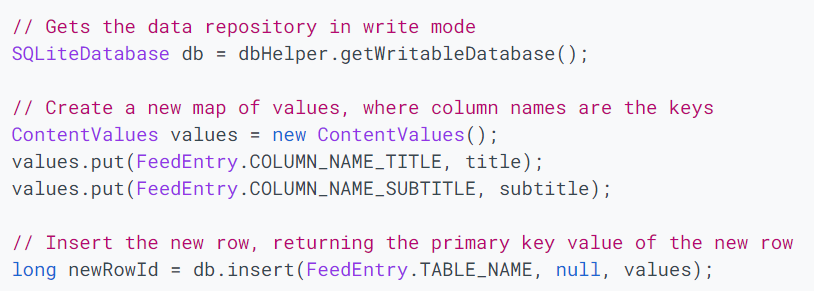 // Gets the data repository in write mode
SQLiteDatabase db = dbHelper.getWritableDatabase();
// Create a new map of values, where column names are the keys
ContentValues values = new ContentValues();
values.put(FeedEntry.COLUMN_NAME_TITLE, title);
values.put(FeedEntry.COLUMN_NAME_SUBTITLE, subtitle);
// Insert the new row, returning the primary key value of the new row
long newRowId = db.insert(FeedEntry.TABLE_NAME, null, values);